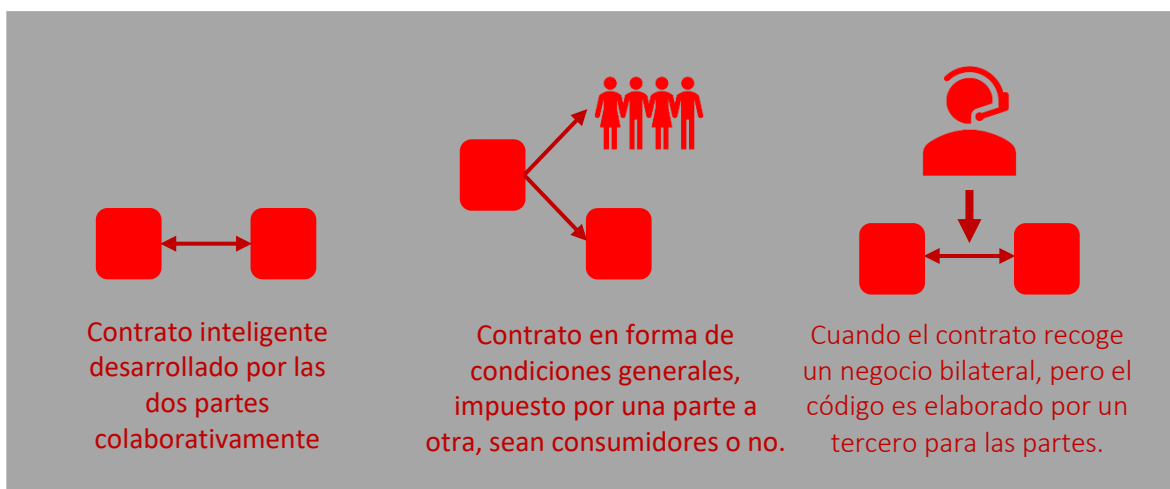 Contrato inteligente
desarrollado por las
dos partes
colaborativamente
Contrato en forma de
condiciones generales,
impuesto por una parte a
otra, sean consumidores o no.
Cuando el contrato recoge
un negocio bilateral, pero el
código es elaborado por un
tercero para las partes.